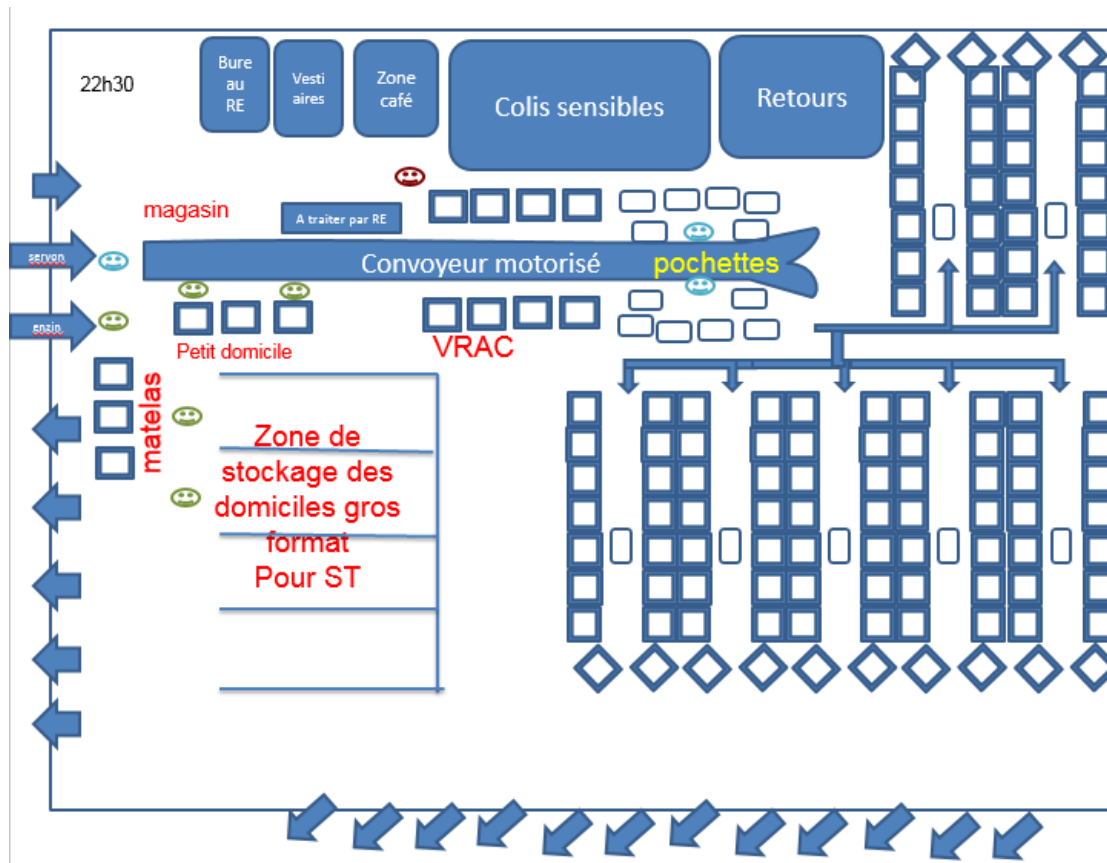 22h30
Bure
au
RE
Vesti
aires
Zone
café
Colis sensibles
Retours
magasin
A traiter par RE
servon
Convoyeur motorisé
pochettes
enzin
Petit domicile
VRAC
matelas
Zone de
stockage des
domiciles gros
format
Pour ST